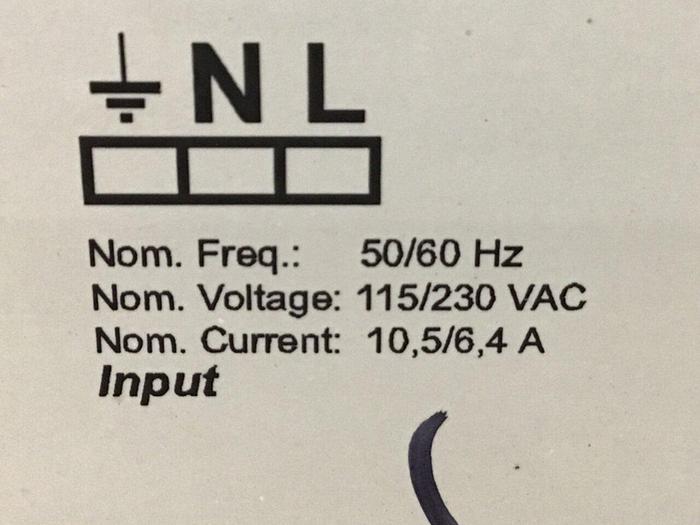 N L
Nom. Freq.: 50/60 Hz
Nom. Voltage: 115/230 VAC
Nom. Current: 10,5/6,4 A
Input